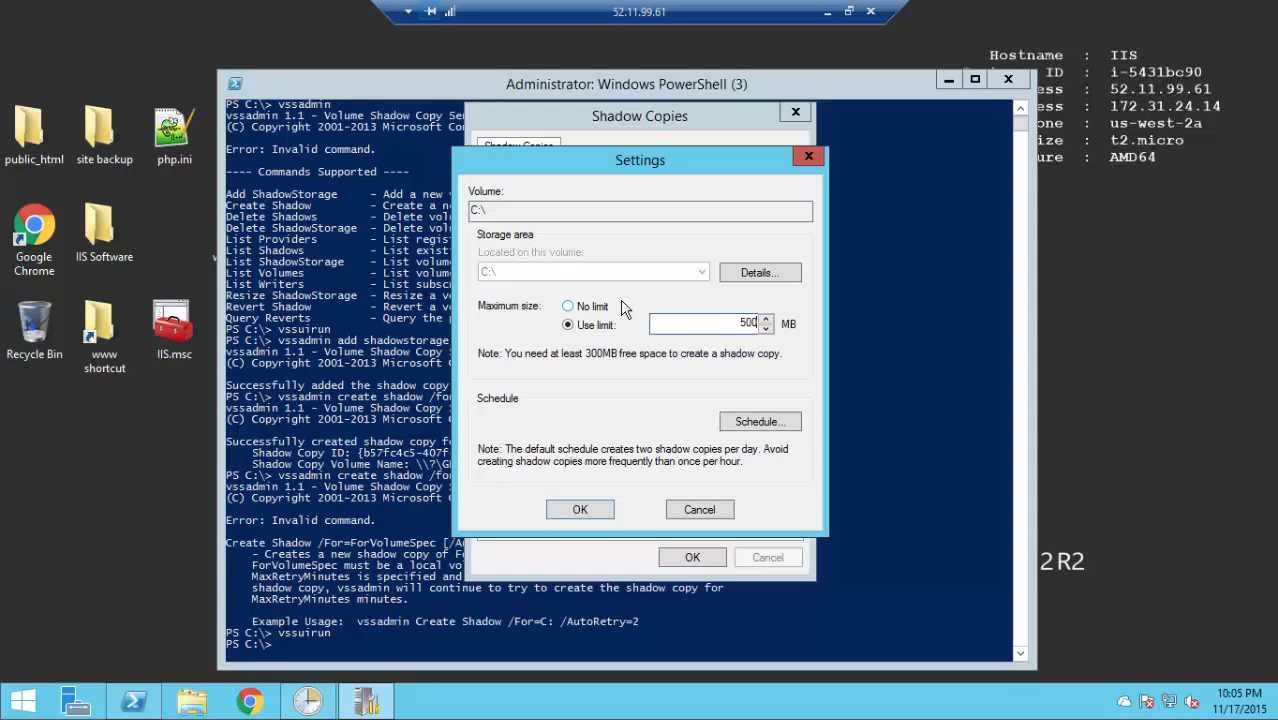 52.11.99.61
Hostname : IIS
ID : i-5431bc90
ess : 52.11.99.61
ess : 172.31.24.14
one : us-west-2a
ize : t2.micro
ure : AMD64
2 R2
public_html
site backup
php.ini
Google
Chrome
IIS Software
Recycle Bin
www
shortcut
IIS.msc
Administrator: Windows PowerShell (3)
PS C:\> vssadmin
vssadmin 1.1 - Volume Shadow Copy Ser
(C) Copyright 2001-2013 Microsoft Cor
Error: Invalid command.
---- Commands Supported ----
Add ShadowStorage - Add a new v
Create Shadow - Create a n
Delete Shadows - Delete vol
Delete ShadowStorage - Delete vol
List Providers - List regis
List Shadows - List exist
List ShadowStorage - List volum
List Volumes - List volum
List Writers - List subsc
Resize ShadowStorage - Resize a v
Revert Shadow - Revert a v
Query Reverts - Query the p
PS C:\> vssuirun
PS C:\> vssadmin add shadowstorage
vssadmin 1.1 - Volume Shadow Copy S
(C) Copyright 2001-2013 Microsoft C
Successfully added the shadow copy
PS C:\> vssadmin create shadow /for
vssadmin 1.1 - Volume Shadow Copy S
(C) Copyright 2001-2013 Microsoft C
Successfully created shadow copy fo
Shadow Copy ID: {b57fc4c5-407f-
Shadow Copy Volume Name: \\?\GL
PS C:\> vssadmin create shadow /for
vssadmin 1.1 - Volume Shadow Copy S
(C) Copyright 2001-2013 Microsoft C
Error: Invalid command.
Create Shadow /For=ForVolumeSpec [/Au
- Creates a new shadow copy of Fo
ForVolumeSpec must be a local vo
MaxRetryMinutes is specified and
shadow copy, vssadmin will continue to try to create the shadow copy for
MaxRetryMinutes minutes.
Example Usage: vssadmin Create Shadow /For=C: /AutoRetry=2
PS C:\> vssuirun
PS C:\>
Shadow Copies
Shadow Copies
Settings
Volume:
C:\
Storage area
Located on this volume:
C:\
Details...
Maximum size:
No limit
Use limit:
500
MB
Note: You need at least 300MB free space to create a shadow copy.
Schedule
Schedule...
Note: The default schedule creates two shadow copies per day. Avoid
creating shadow copies more frequently than once per hour.
OK
Cancel
OK
Cancel
10:05 PM
11/17/2015